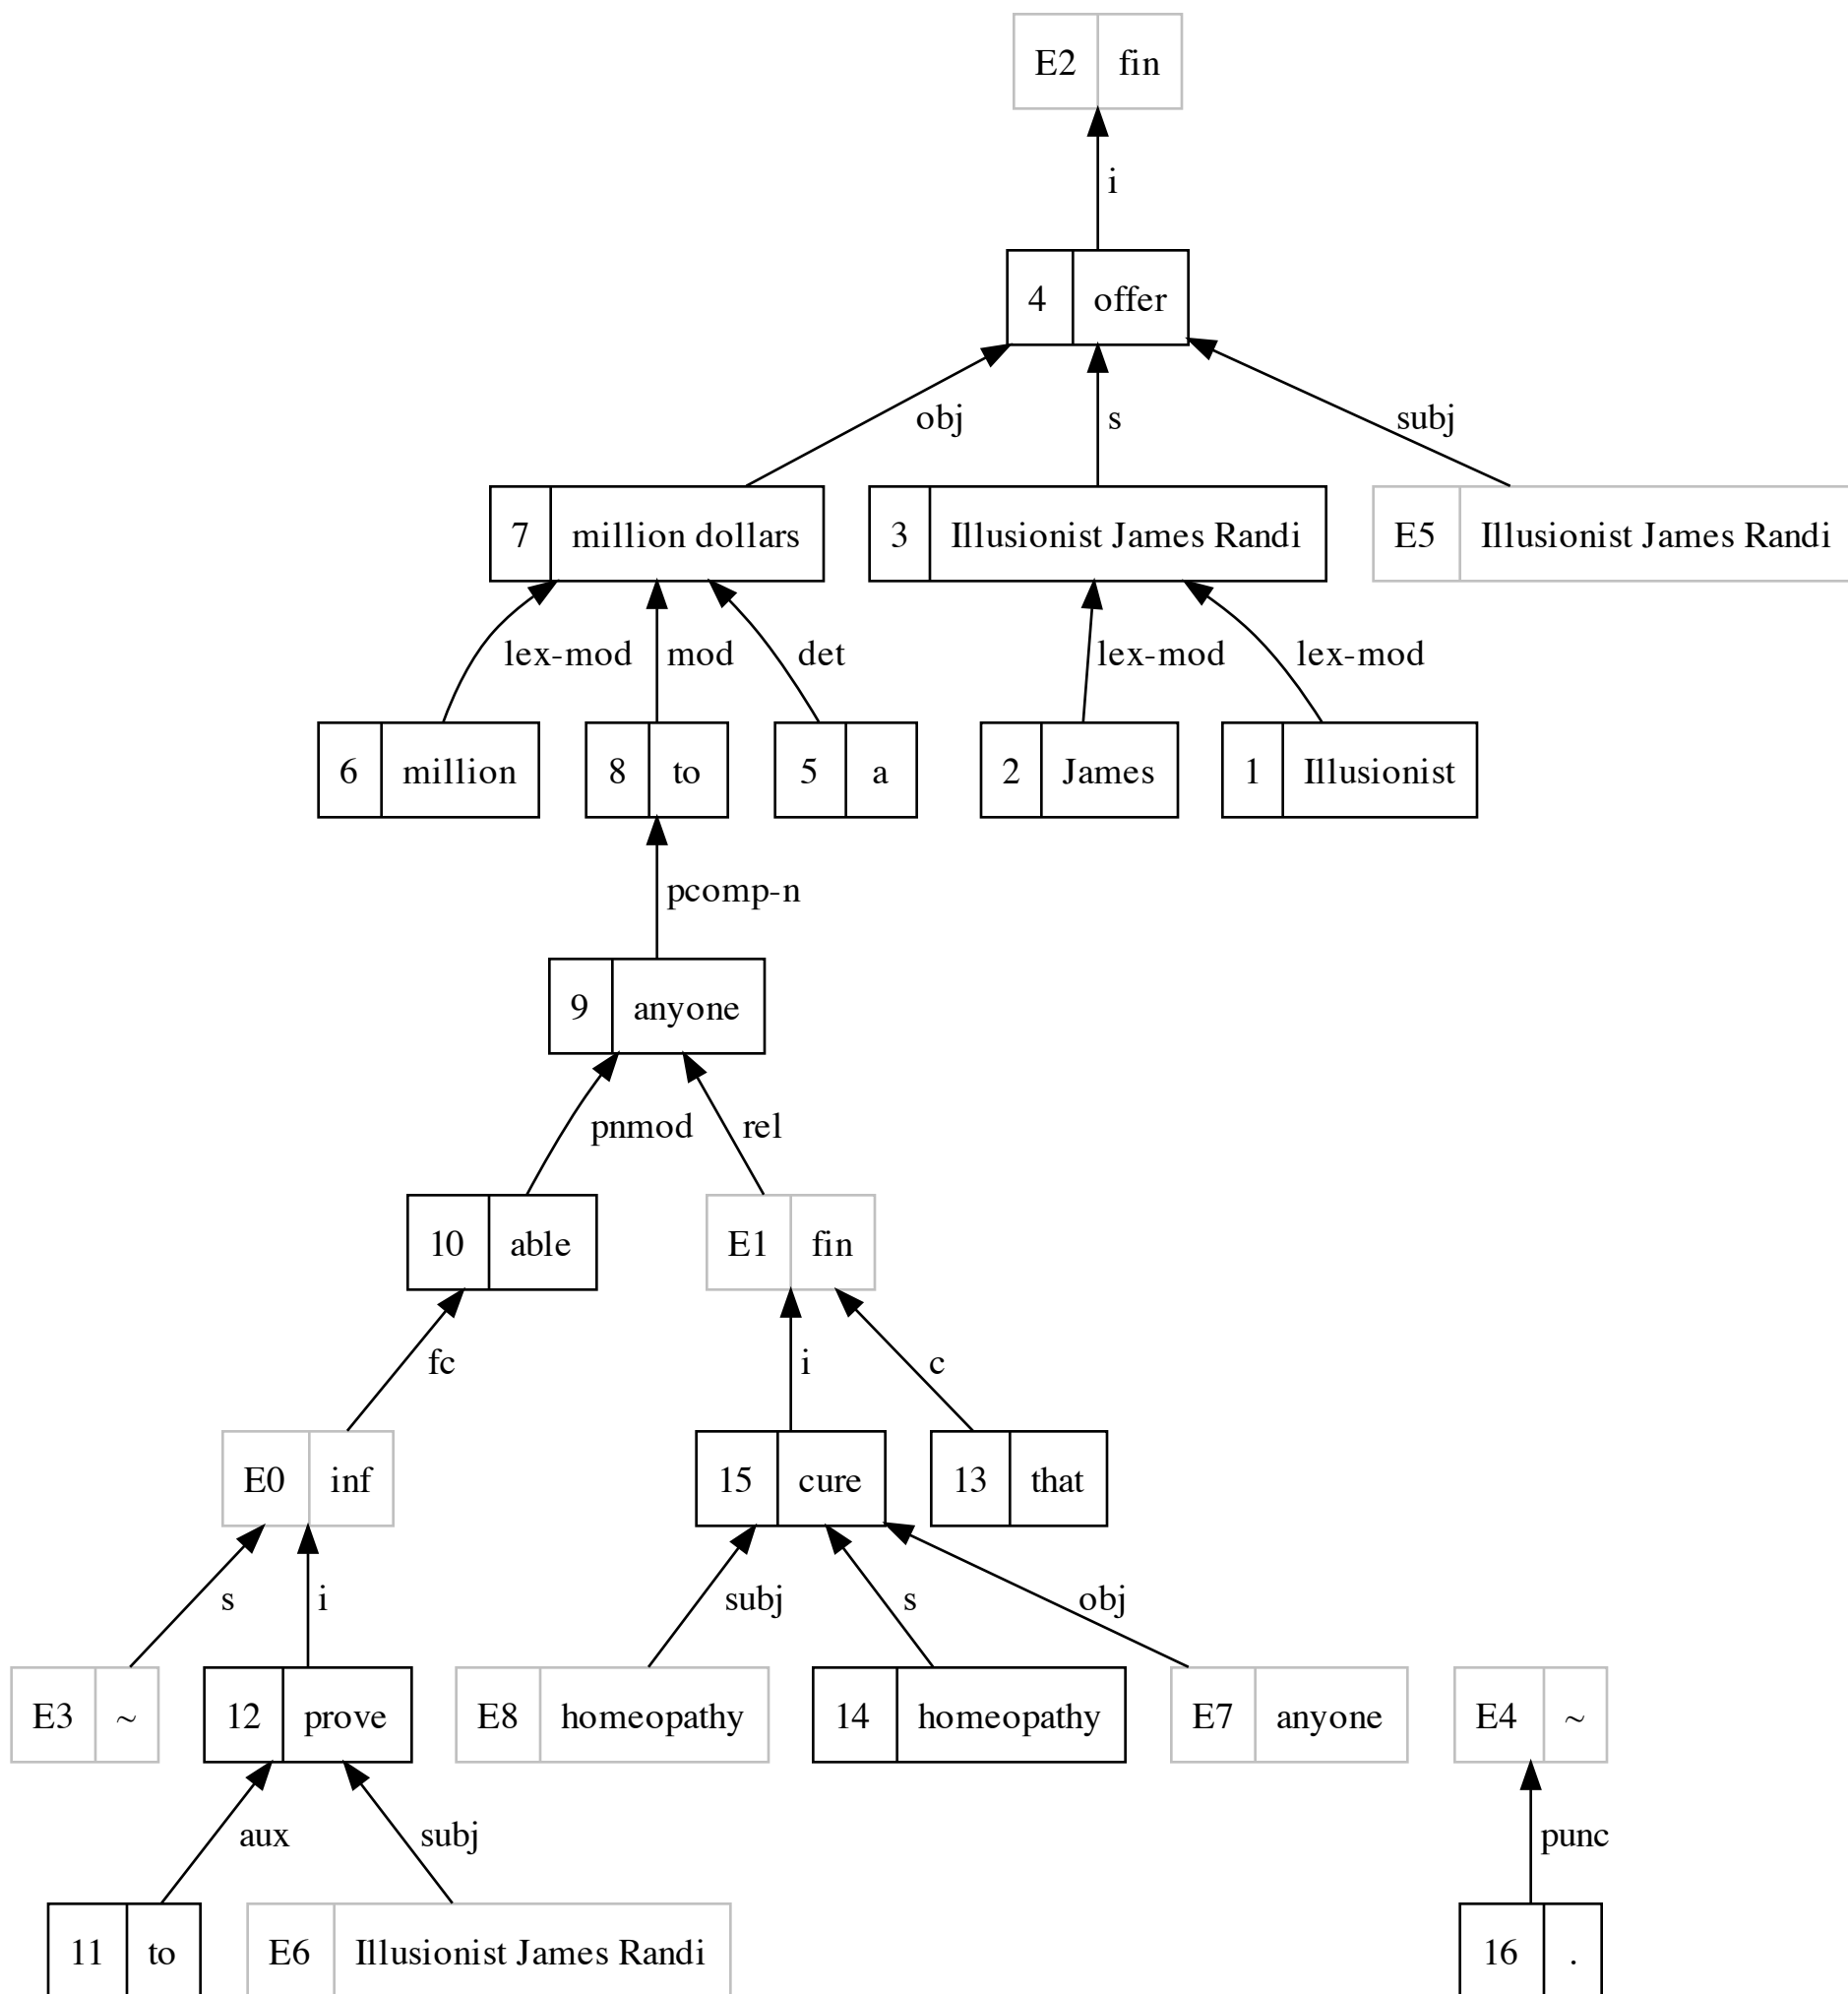 E2 fin
i
4 offer
obj s subj
7 million dollars 3 Illusionist James Randi E5 Illusionist James Randi
lex-mod mod det lex-mod lex-mod
6 million 8 to 5 a 2 James 1 Illusionist
pcomp-n
9 anyone
pnmod rel
10 able E1 fin
fc i c
E0 inf 15 cure 13 that
s i subj s obj
E3 ~ 12 prove E8 homeopathy 14 homeopathy E7 anyone E4 ~
aux subj punc
11 to E6 Illusionist James Randi 16 .